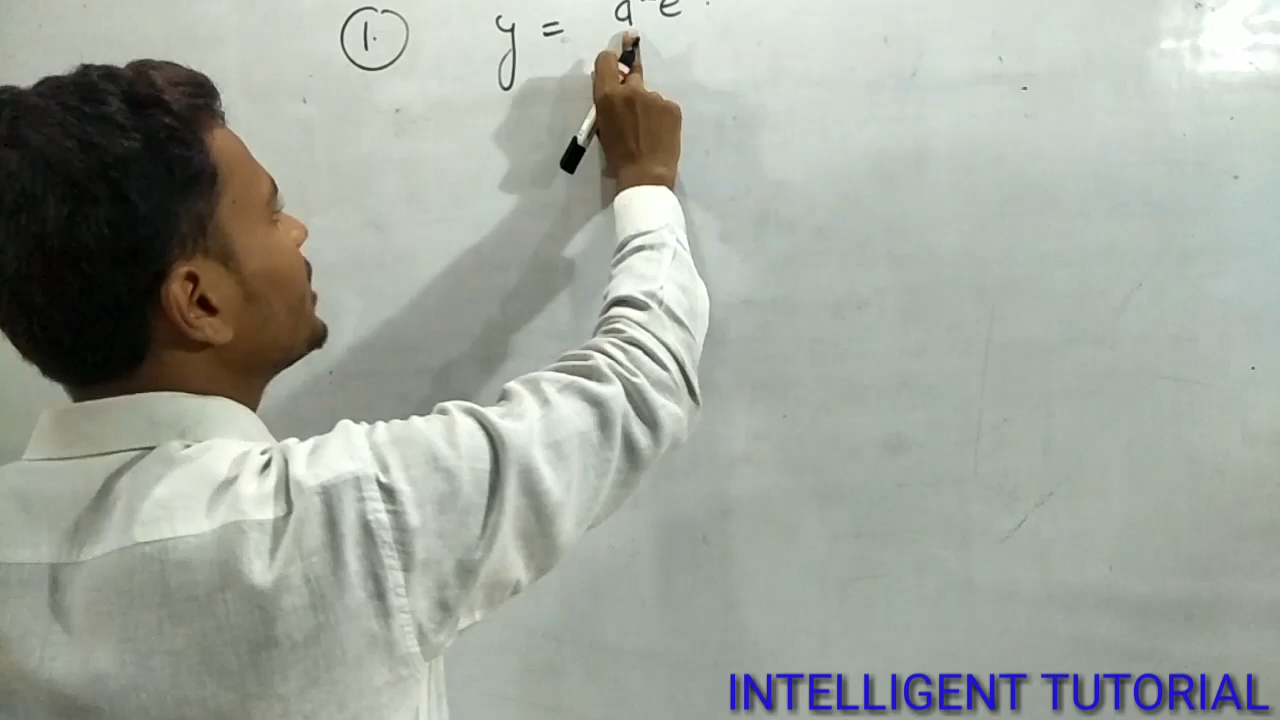 1. y = a e
INTELLIGENT TUTORIAL